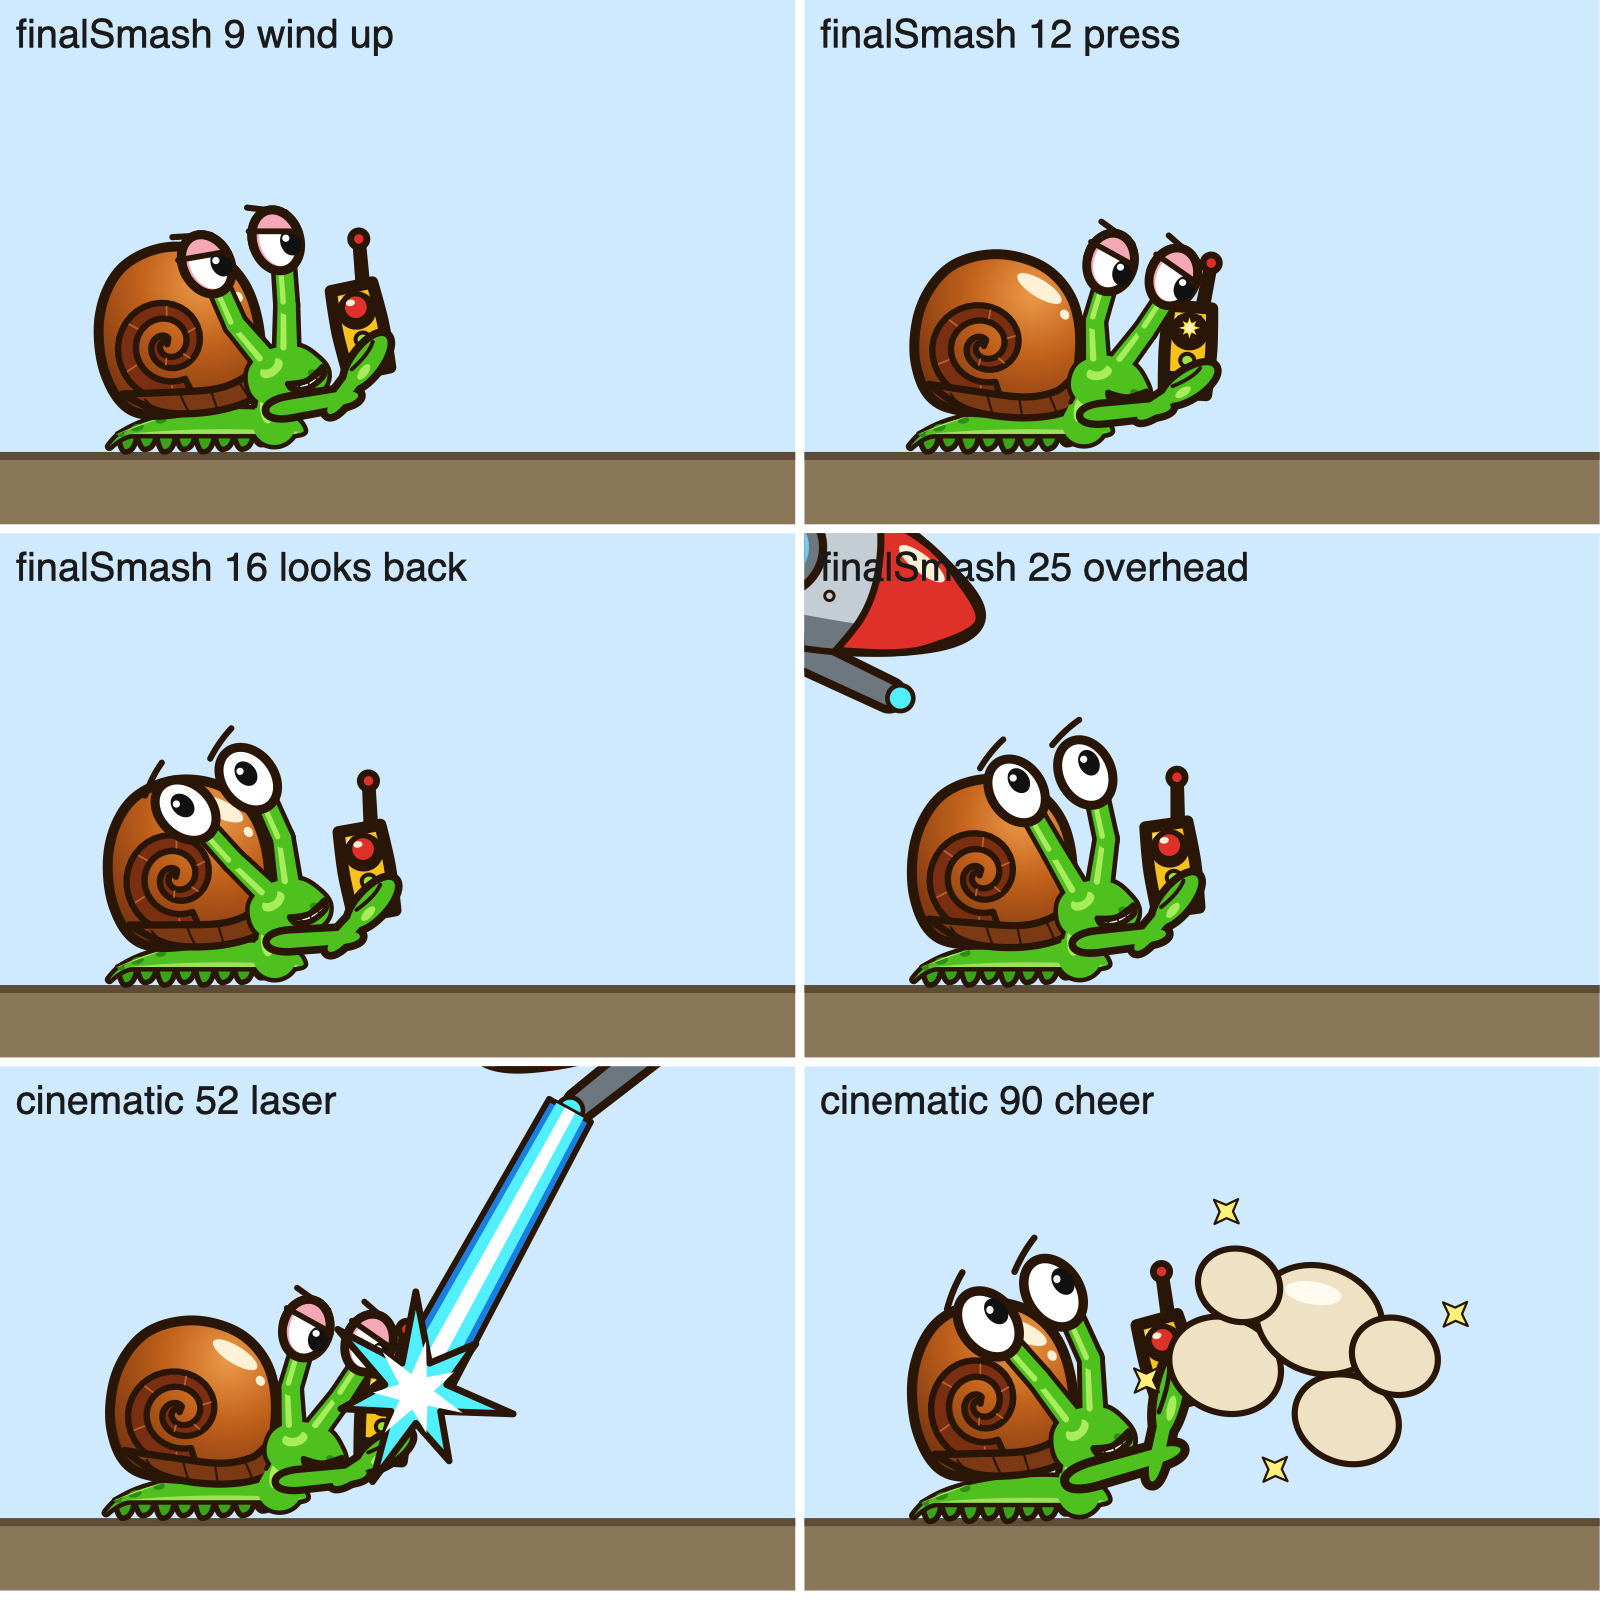 finalSmash 9 wind up
finalSmash 12 press
finalSmash 16 looks back
finalSmash 25 overhead
cinematic 52 laser
cinematic 90 cheer